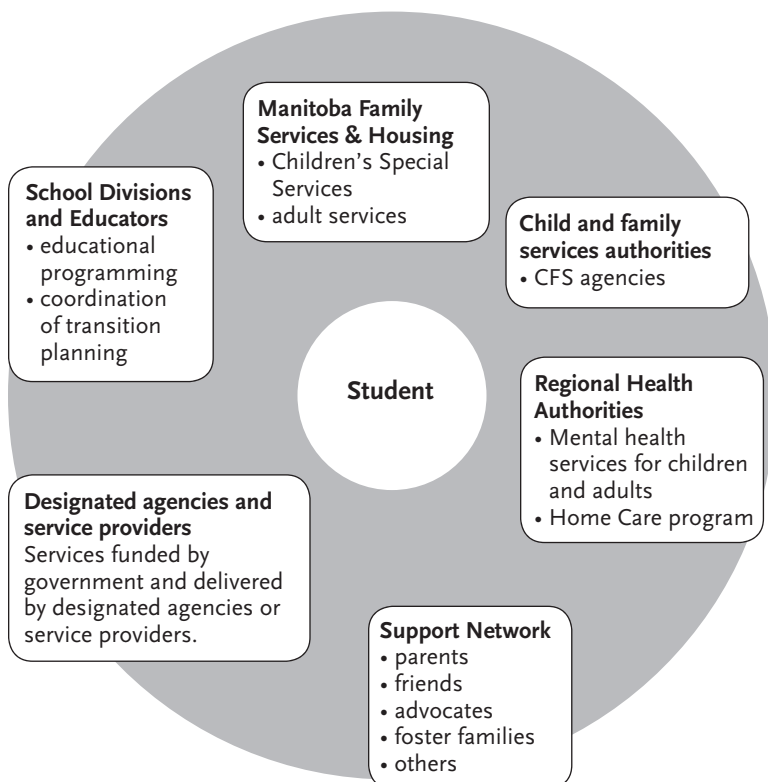 Manitoba Family
Services & Housing
• Children’s Special
Services
• adult services
School Divisions
and Educators
• educational
programming
• coordination
of transition
planning
Child and family
services authorities
• CFS agencies
Student
Regional Health
Authorities
• Mental health
services for children
and adults
• Home Care program
Designated agencies and
service providers
Services funded by
government and delivered
by designated agencies or
service providers.
Support Network
• parents
• friends
• advocates
• foster families
• others